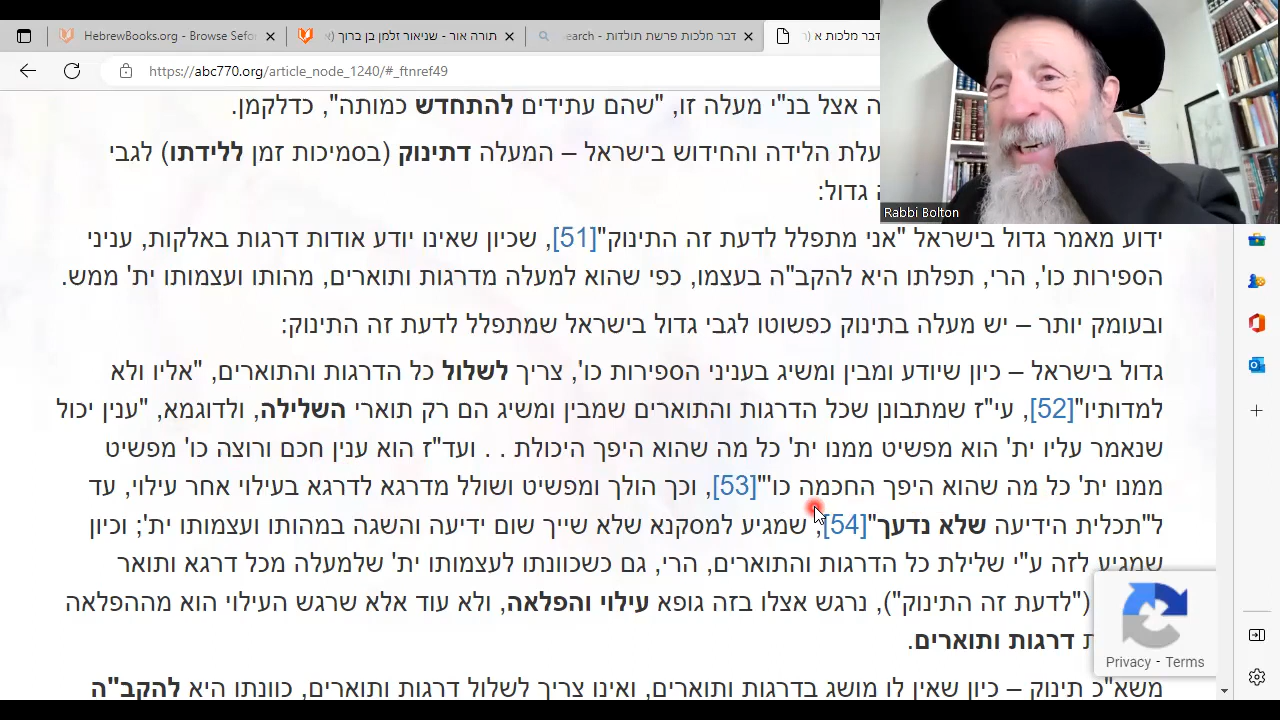 HebrewBooks.org - Browse Sefor
תורה אור - שניאור זלמן בן ברוך (א
דבר מלכות פרשת תולדות - earch
דבר מלכות א (ר
https://abc770.org/article_node_1240/#_ftnref49
Rabbi Bolton
ה אצל בנ"י מעלה זו, "שהם עתידים להתחדש כמותה", כדלקמן.
עלת הלידה והחידוש בישראל – המעלה דתינוק (בסמיכות זמן ללידתו) לגבי
ה גדול:
ידוע מאמר גדול בישראל "אני מתפלל לדעת זה התינוק"[51], שכיון שאינו יודע אודות דרגות באלקות, עניני
הספירות כו', הרי, תפלתו היא להקב"ה בעצמו, כפי שהוא למעלה מדרגות ותוארים, מהותו ועצמותו ית' ממש.
ובעומק יותר – יש מעלה בתינוק כפשוטו לגבי גדול בישראל שמתפלל לדעת זה התינוק:
גדול בישראל – כיון שיודע ומבין ומשיג בעניני הספירות כו', צריך לשלול כל הדרגות והתוארים, "אליו ולא
למדותיו"[52], עי"ז שמתבונן שכל הדרגות והתוארים שמבין ומשיג הם רק תוארי השלילה, ולדוגמא, "ענין יכול
שנאמר עליו ית' הוא מפשיט ממנו ית' כל מה שהוא היפך היכולת . . ועד"ז הוא ענין חכם ורוצה כו' מפשיט
ממנו ית' כל מה שהוא היפך החכמה כו'"[53], וכך הולך ומפשיט ושולל מדרגא לדרגא בעילוי אחר עילוי, עד
ל"תכלית הידיעה שלא נדעך"[54], שמגיע למסקנא שלא שייך שום ידיעה והשגה במהותו ועצמותו ית'; וכיון
שמגיע לזה ע"י שלילת כל הדרגות והתוארים, הרי, גם כשכוונתו לעצמותו ית' שלמעלה מכל דרגא ותואר
("לדעת זה התינוק"), נרגש אצלו בזה גופא עילוי והפלאה, ולא עוד אלא שרגש העילוי הוא מההפלאה
ת דרגות ותוארים.
משא"כ תינוק – כיון שאין לו מושג בדרגות ותוארים, ואינו צריך לשלול דרגות ותוארים, כוונתו היא להקב"ה
Privacy - Terms